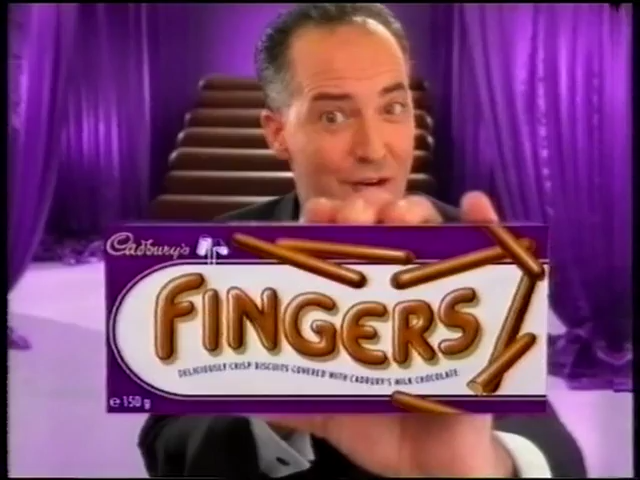 Cadbury's
FINGERS
DELICIOUSLY CRISP BISCUITS COVERED WITH CADBURY'S MILK CHOCOLATE
e 150 g